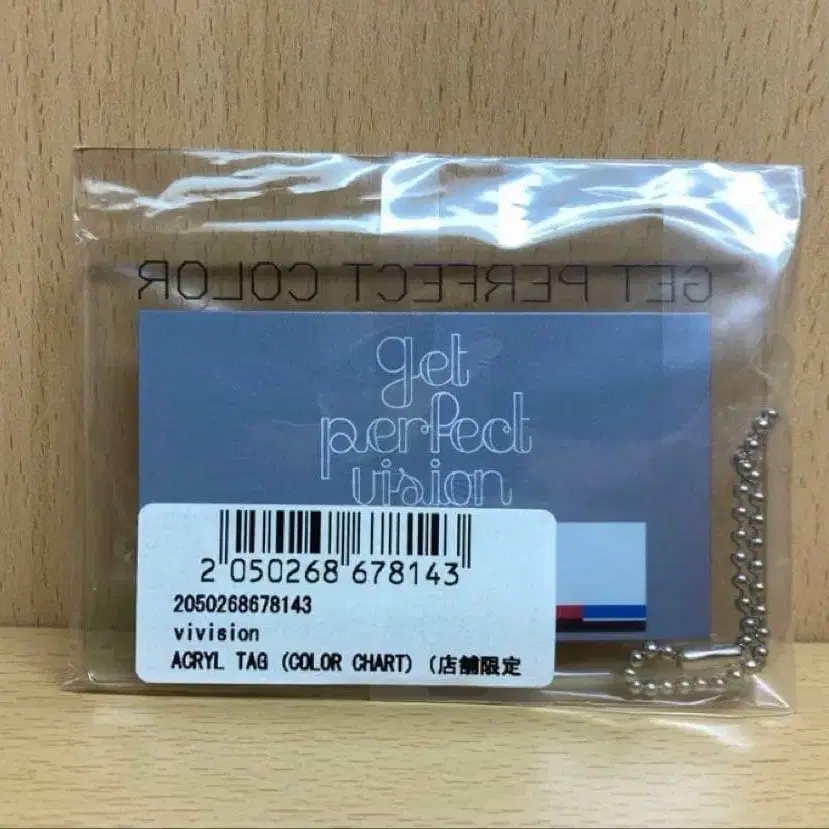 GET PERFECT COLOR
get
perfect
vision
2 050268 678143
2050268678143
vivision
ACRYL TAG (COLOR CHART) (店舗限定